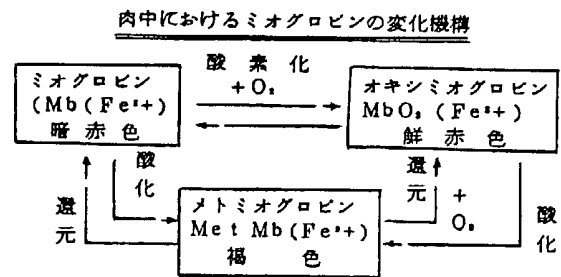 肉中におけるミオグロビンの変化機構
酸素化
+O₂
ミオグロビン
(Mb(Fe²+)
暗赤色
オキシミオグロビン
MbO₂(Fe²+)
鮮赤色
酸化
還元
メトミオグロビン
Met Mb(Fe³+)
褐色
還元
+
O₂
酸化